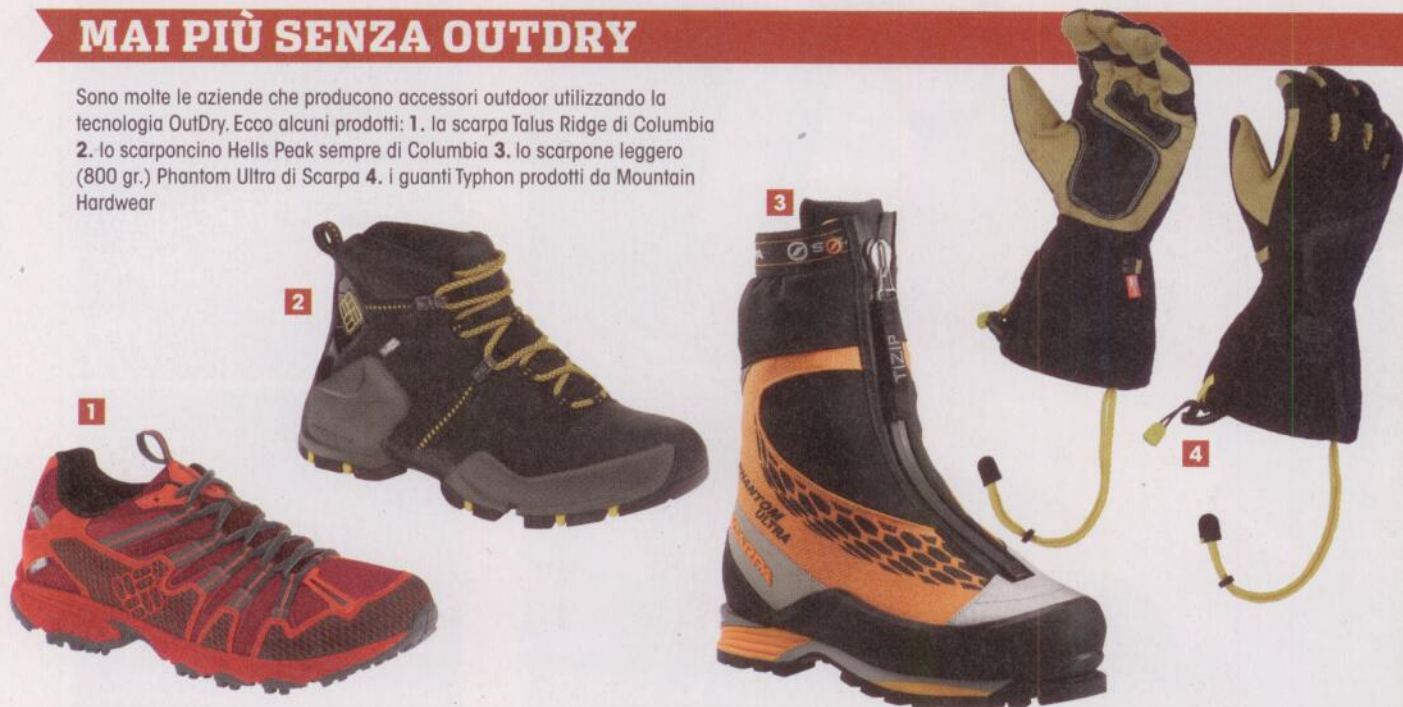 MAI PIÙ SENZA OUTDRY
Sono molte le aziende che producono accessori outdoor utilizzando la
tecnologia OutDry. Ecco alcuni prodotti: 1. la scarpa Talus Ridge di Columbia
2. lo scarponcino Hells Peak sempre di Columbia 3. lo scarpone leggero
(800 gr.) Phantom Ultra di Scarpa 4. i guanti Typhon prodotti da Mountain
Hardwear
3
2
TIZIP
1
4
PHANTOM
ULTRA
SCARPA